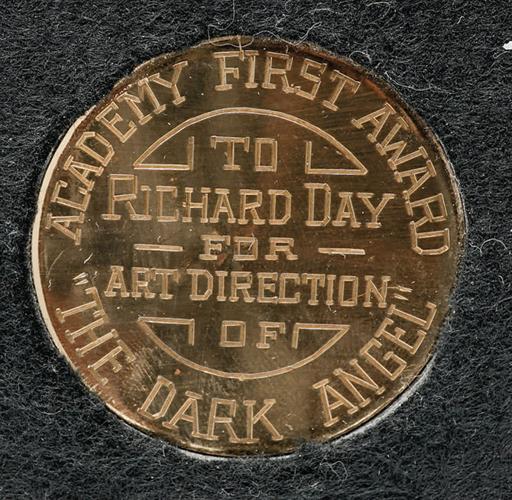 ACADEMY FIRST AWARD
TO
RICHARD DAY
FOR
ART DIRECTION
OF
"THE DARK ANGEL"